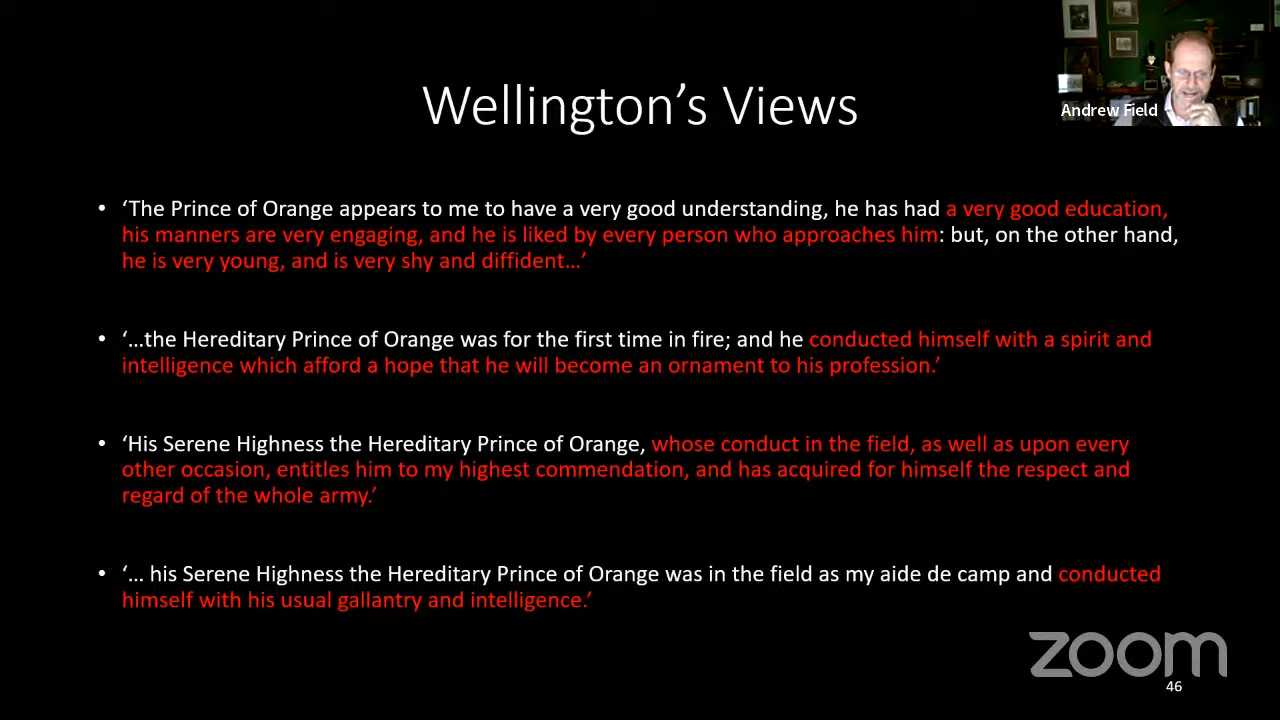 Andrew Field
Wellington’s Views
• ‘The Prince of Orange appears to me to have a very good understanding, he has had a very good education,
his manners are very engaging, and he is liked by every person who approaches him: but, on the other hand,
he is very young, and is very shy and diffident…’
• ‘…the Hereditary Prince of Orange was for the first time in fire; and he conducted himself with a spirit and
intelligence which afford a hope that he will become an ornament to his profession.’
• ‘His Serene Highness the Hereditary Prince of Orange, whose conduct in the field, as well as upon every
other occasion, entitles him to my highest commendation, and has acquired for himself the respect and
regard of the whole army.’
• ‘… his Serene Highness the Hereditary Prince of Orange was in the field as my aide de camp and conducted
himself with his usual gallantry and intelligence.’
zoom
46